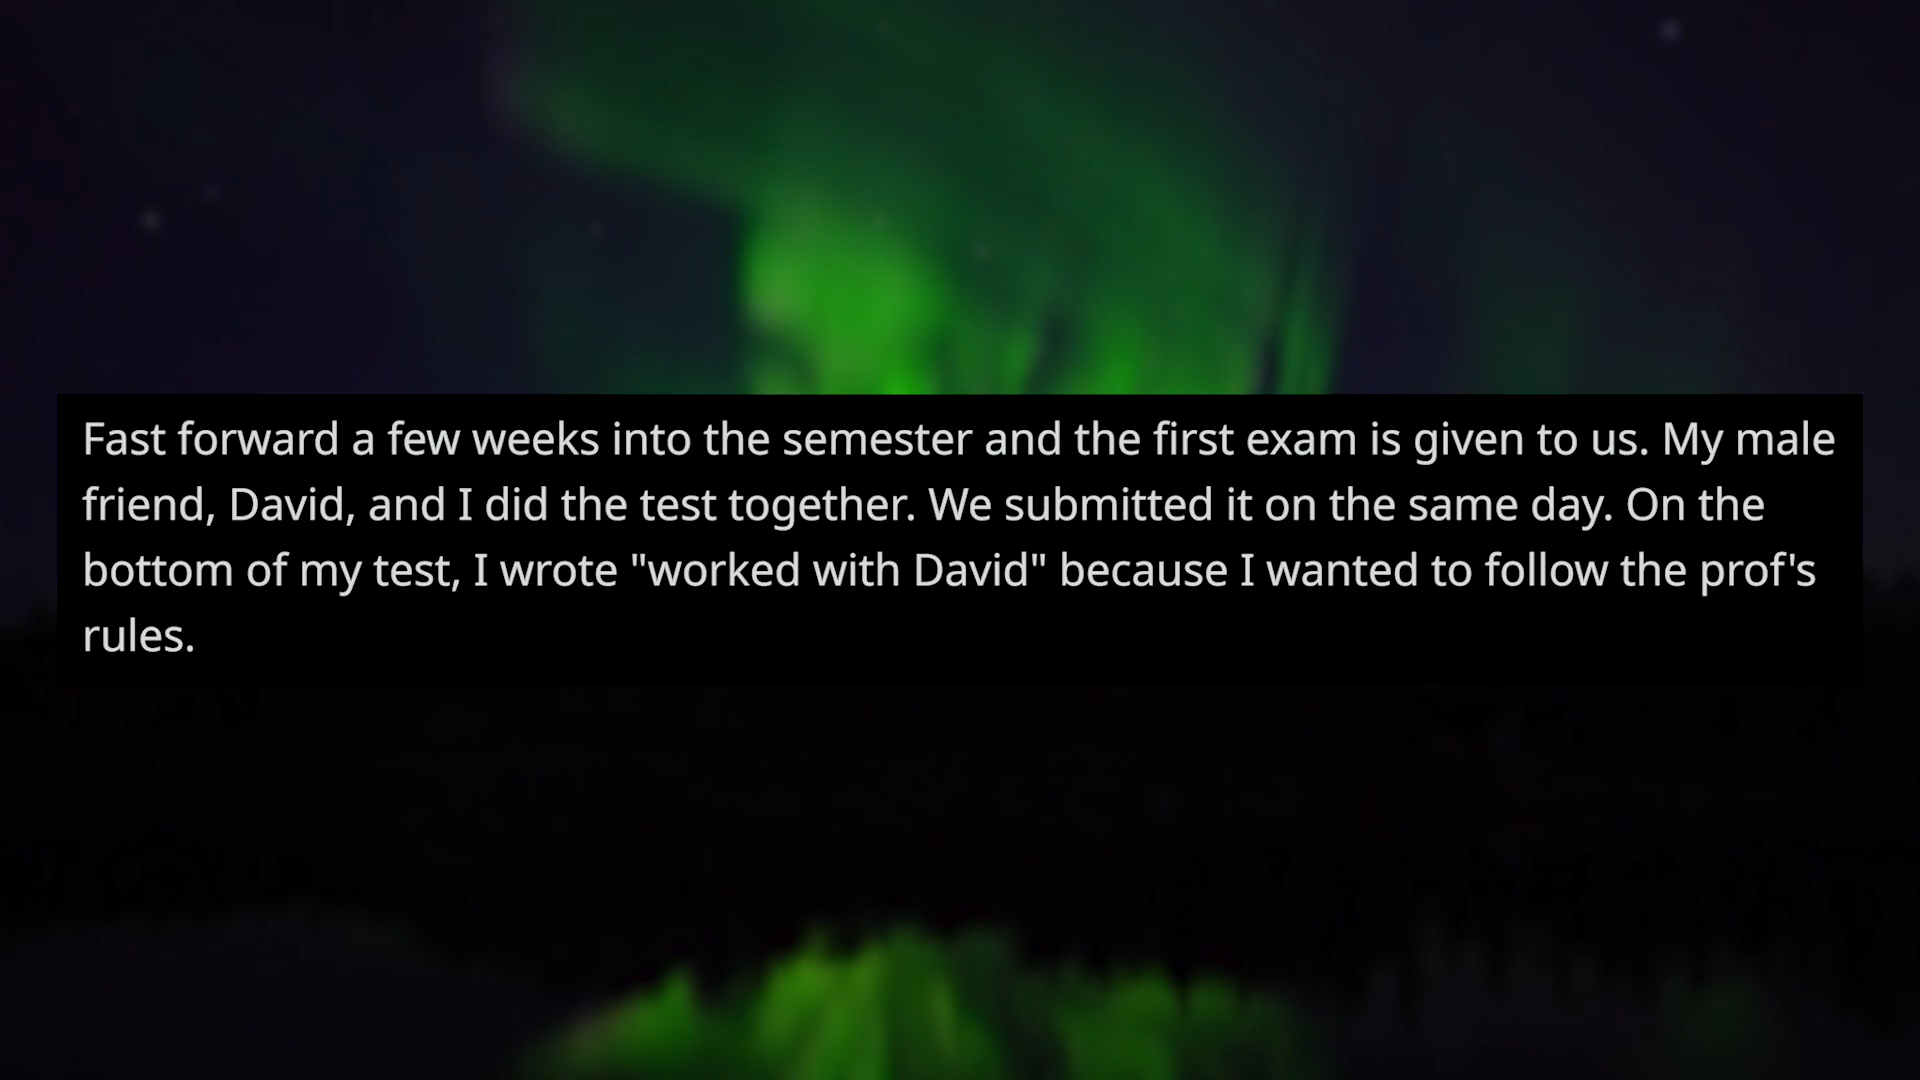 Fast forward a few weeks into the semester and the first exam is given to us. My male
friend, David, and I did the test together. We submitted it on the same day. On the
bottom of my test, I wrote "worked with David" because I wanted to follow the prof's
rules.